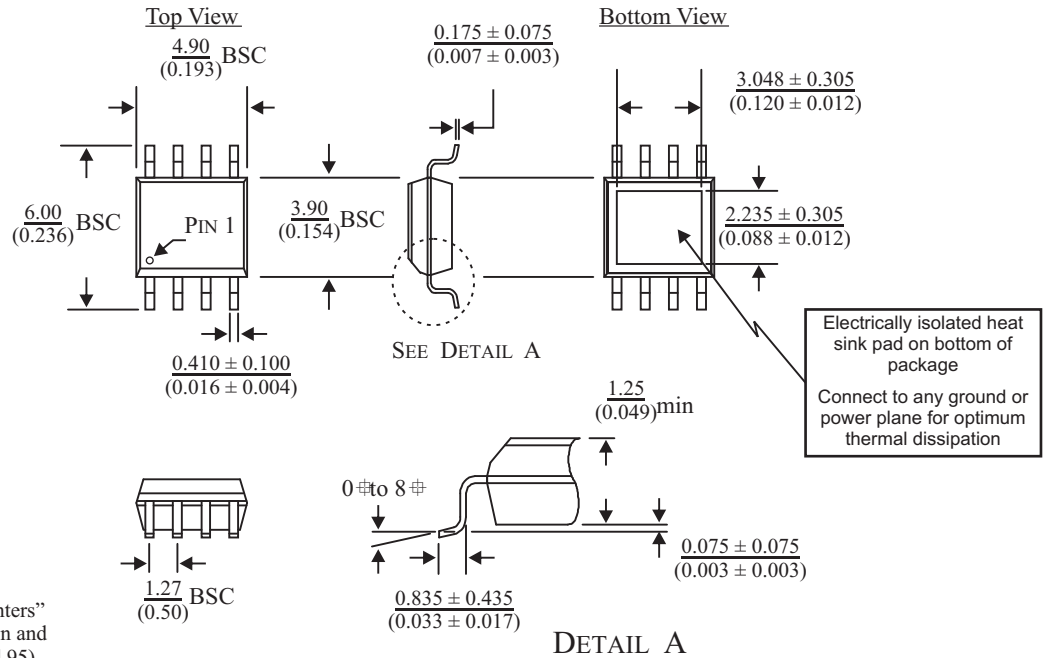 Top View
4.90
(0.193) BSC
0.175 ± 0.075
(0.007 ± 0.003)
Bottom View
3.048 ± 0.305
(0.120 ± 0.012)
6.00
(0.236) BSC
PIN 1
3.90
(0.154) BSC
2.235 ± 0.305
(0.088 ± 0.012)
SEE DETAIL A
0.410 ± 0.100
(0.016 ± 0.004)
Electrically isolated heat
sink pad on bottom of
package
Connect to any ground or
power plane for optimum
thermal dissipation
1.25
(0.049) min
0⌗to 8⌗
0.075 ± 0.075
(0.003 ± 0.003)
1.27
(0.50) BSC
0.835 ± 0.435
(0.033 ± 0.017)
DETAIL A
nters”
n and